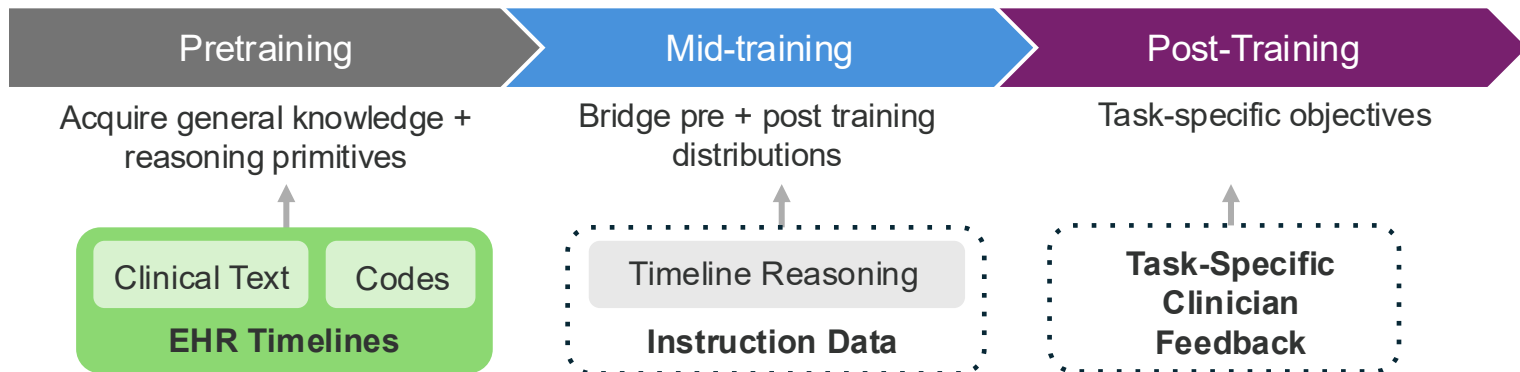 Pretraining
Mid-training
Post-Training
Acquire general knowledge +
reasoning primitives
Bridge pre + post training
distributions
Task-specific objectives
Clinical Text
Codes
EHR Timelines
Timeline Reasoning
Instruction Data
Task-Specific
Clinician
Feedback